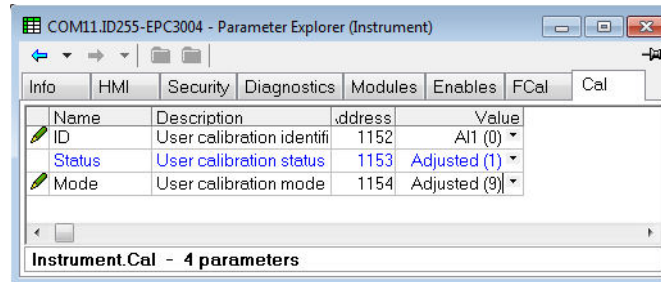 COM11.ID255-EPC3004 - Parameter Explorer (Instrument)
Info HMI Security Diagnostics Modules Enables FCal Cal
Name Description ddress Value
ID User calibration identifi 1152 AI1 (0)
Status User calibration status 1153 Adjusted (1)
Mode User calibration mode 1154 Adjusted (9)
Instrument.Cal - 4 parameters